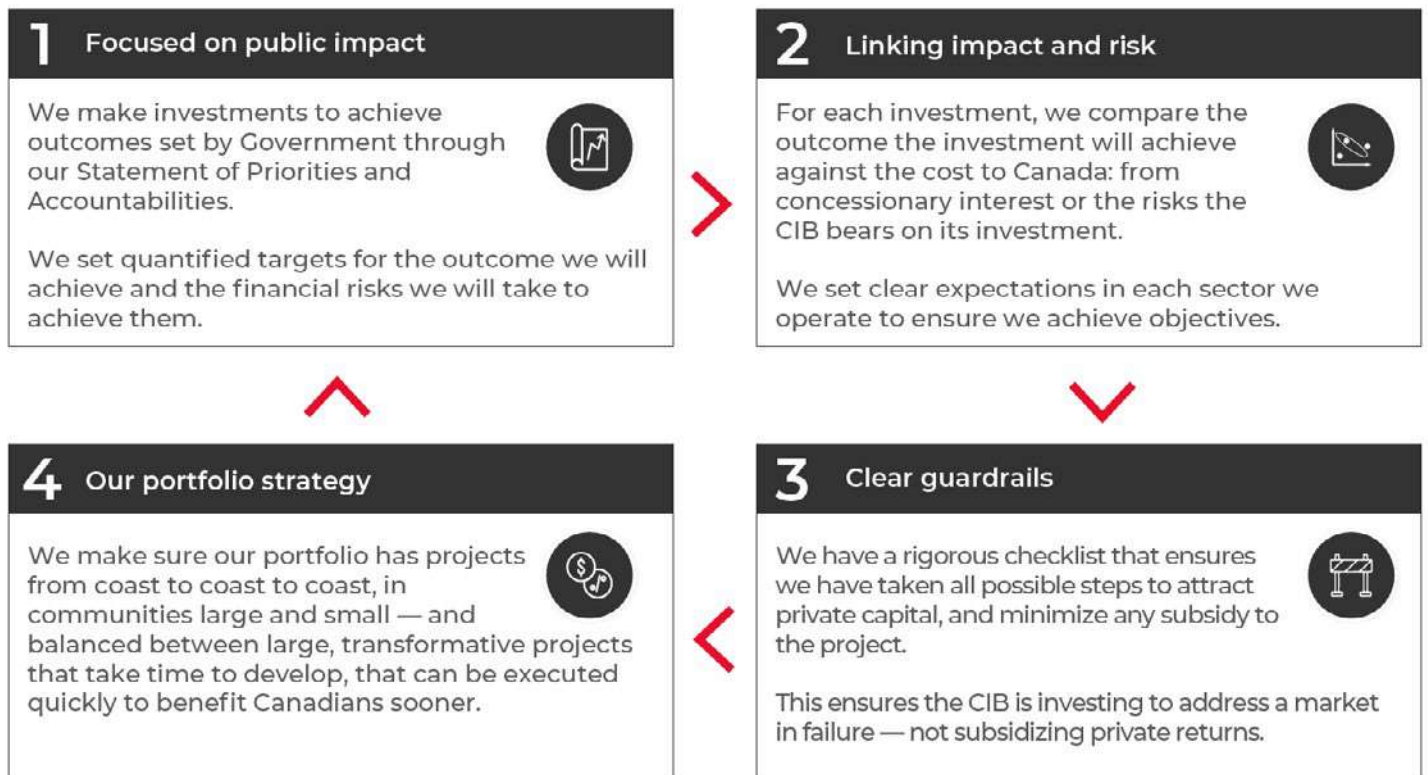 1 Focused on public impact
We make investments to achieve
outcomes set by Government through
our Statement of Priorities and
Accountabilities.
We set quantified targets for the outcome we will
achieve and the financial risks we will take to
achieve them.
2 Linking impact and risk
For each investment, we compare the
outcome the investment will achieve
against the cost to Canada: from
concessionary interest or the risks the
CIB bears on its investment.
We set clear expectations in each sector we
operate to ensure we achieve objectives.
3 Clear guardrails
We have a rigorous checklist that ensures
we have taken all possible steps to attract
private capital, and minimize any subsidy to
the project.
This ensures the CIB is investing to address a market
in failure — not subsidizing private returns.
4 Our portfolio strategy
We make sure our portfolio has projects
from coast to coast to coast, in
communities large and small — and
balanced between large, transformative projects
that take time to develop, that can be executed
quickly to benefit Canadians sooner.